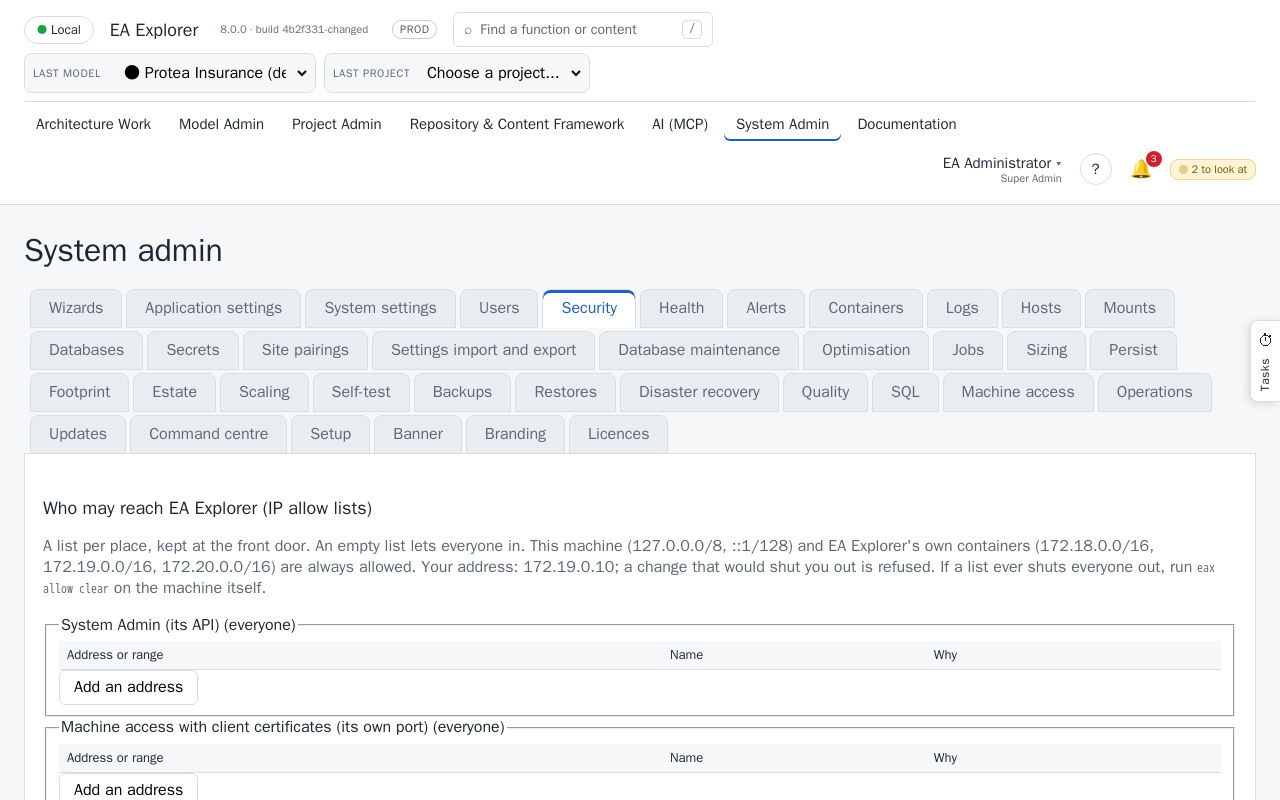 Local
EA Explorer
8.0.0 · build 4b2f331-changed
PROD
Find a function or content
/
LAST MODEL
Protea Insurance (de
LAST PROJECT
Choose a project...
Architecture Work
Model Admin
Project Admin
Repository & Content Framework
AI (MCP)
System Admin
Documentation
EA Administrator
Super Admin
?
3
2 to look at
System admin
Wizards
Application settings
System settings
Users
Security
Health
Alerts
Containers
Logs
Hosts
Mounts
Databases
Secrets
Site pairings
Settings import and export
Database maintenance
Optimisation
Jobs
Sizing
Persist
Footprint
Estate
Scaling
Self-test
Backups
Restores
Disaster recovery
Quality
SQL
Machine access
Operations
Updates
Command centre
Setup
Banner
Branding
Licences
Tasks
Who may reach EA Explorer (IP allow lists)
A list per place, kept at the front door. An empty list lets everyone in. This machine (127.0.0.0/8, ::1/128) and EA Explorer's own containers (172.18.0.0/16,
172.19.0.0/16, 172.20.0.0/16) are always allowed. Your address: 172.19.0.10; a change that would shut you out is refused. If a list ever shuts everyone out, run eax
allow clear on the machine itself.
System Admin (its API) (everyone)
Address or range
Name
Why
Add an address
Machine access with client certificates (its own port) (everyone)
Address or range
Name
Why
Add an address